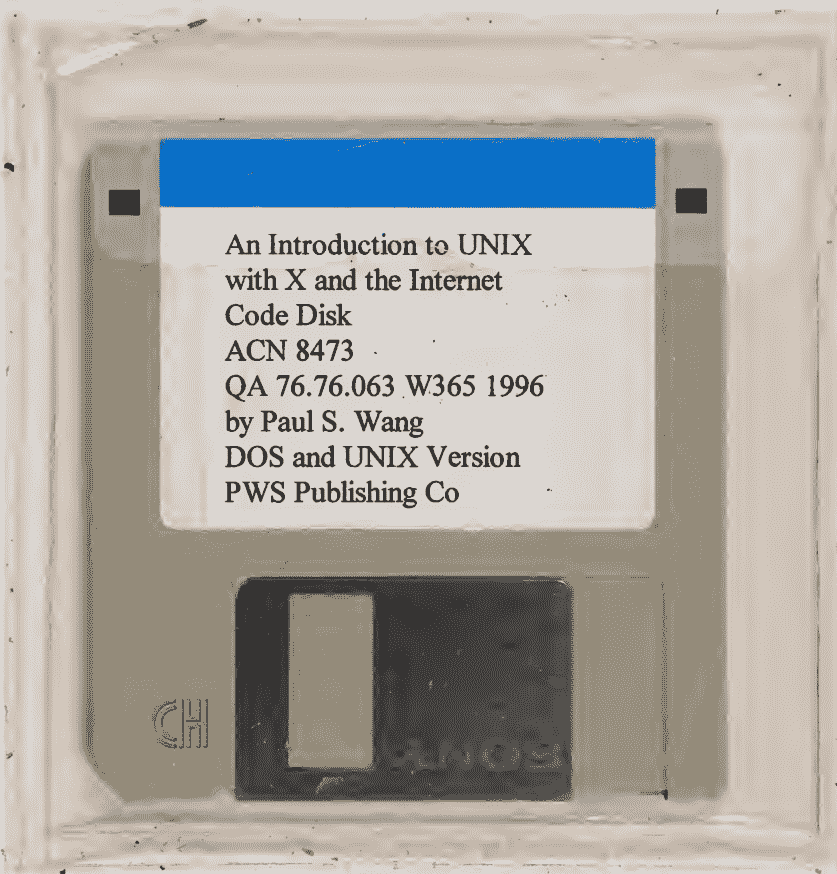 An Introduction to UNIX
with X and the Internet
Code Disk
ACN 8473
QA 76.76.063 W365 1996
by Paul S. Wang
DOS and UNIX Version
PWS Publishing Co
SONY